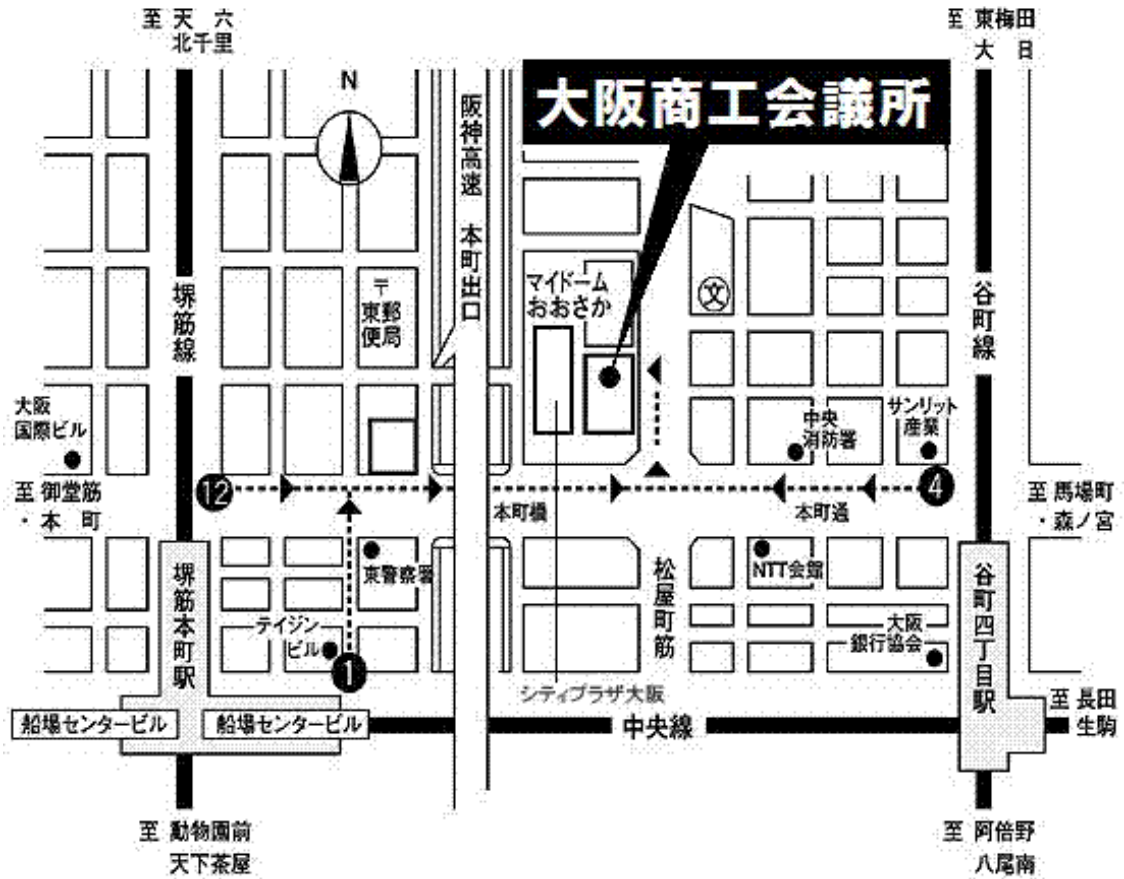 至 天 六
北千里
至 東梅田
大 日
N
阪神高速 本町出口
大阪商工会議所
堺筋線
〒
東郵
便局
マイドーム
おおさか
文
谷町線
大阪
国際ビル
中央
消防署
サンリット
産業
至 御堂筋
・本 町
12
4
本町橋
本町通
至 馬場町
・森ノ宮
東警察署
NTT会館
堺筋本町駅
松屋町筋
谷町四丁目駅
テイジン
ビル
1
大阪
銀行協会
シティプラザ大阪
船場センタービル
船場センタービル
中央線
至 長田
生駒
至 動物園前
天下茶屋
至 阿倍野
八尾南